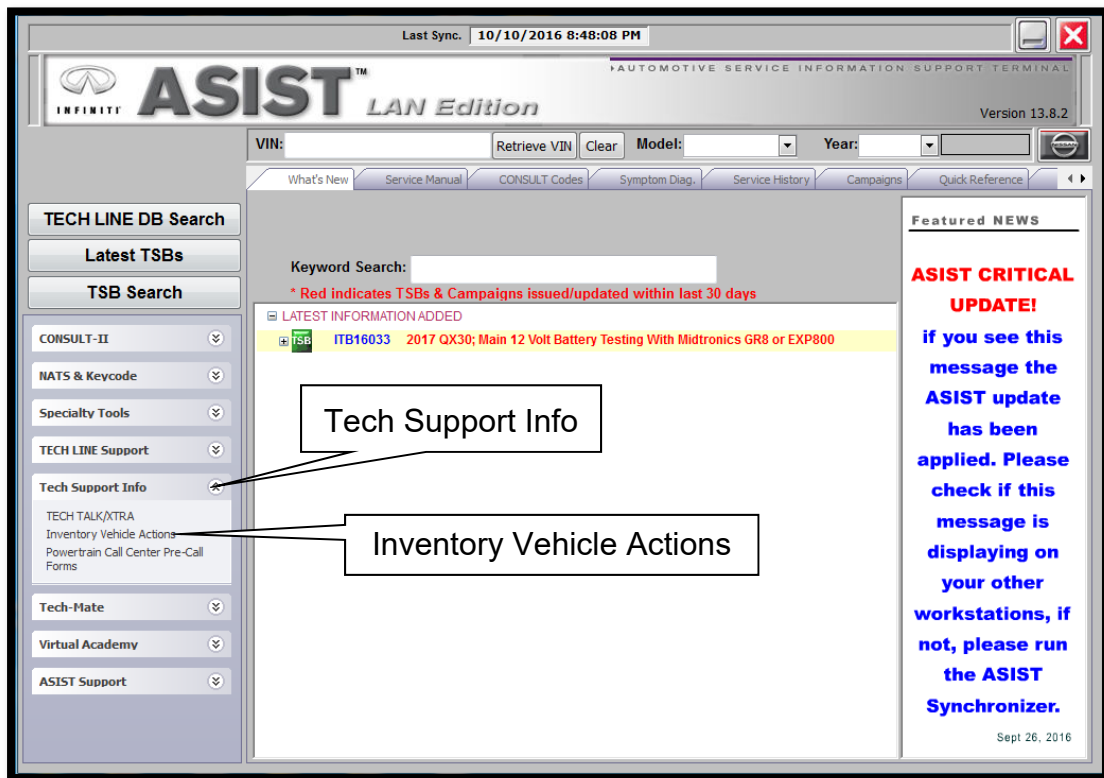 Last Sync. 10/10/2016 8:48:08 PM
INFINITI ASIST™ LAN Edition
AUTOMOTIVE SERVICE INFORMATION SUPPORT TERMINAL
Version 13.8.2
VIN: Retrieve VIN Clear Model: Year: NISSAN
What's New Service Manual CONSULT Codes Symptom Diag. Service History Campaigns Quick Reference
TECH LINE DB Search
Latest TSBs
TSB Search
CONSULT-II
NATS & Keycode
Specialty Tools
TECH LINE Support
Tech Support Info
TECH TALK/XTRA
Inventory Vehicle Actions
Powertrain Call Center Pre-Call
Forms
Tech-Mate
Virtual Academy
ASIST Support
Keyword Search:
* Red indicates TSBs & Campaigns issued/updated within last 30 days
LATEST INFORMATION ADDED
TSB ITB16033 2017 QX30; Main 12 Volt Battery Testing With Midtronics GR8 or EXP800
Tech Support Info
Inventory Vehicle Actions
Featured NEWS
ASIST CRITICAL
UPDATE!
if you see this
message the
ASIST update
has been
applied. Please
check if this
message is
displaying on
your other
workstations, if
not, please run
the ASIST
Synchronizer.
Sept 26, 2016